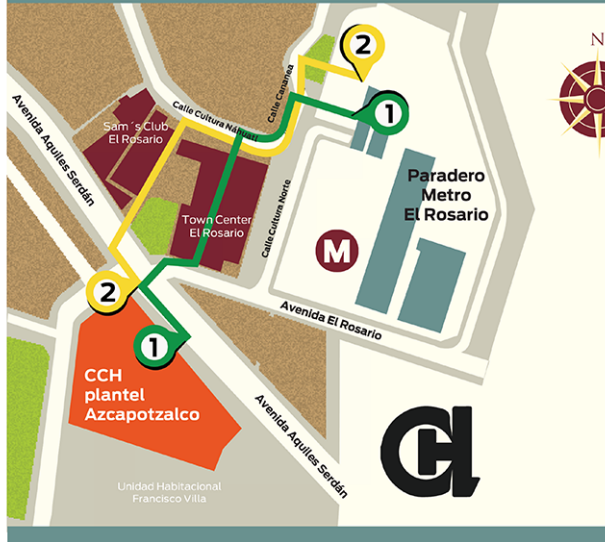 N
2
1
Calle Cananea
Calle Cultura Náhuatl
Sam´s Club
El Rosario
Avenida Aquiles Serdán
Town Center
El Rosario
Calle Cultura Norte
Paradero
Metro
El Rosario
M
2
Avenida El Rosario
1
CCH
plantel
Azcapotzalco
Avenida Aquiles Serdán
Unidad Habitacional
Francisco Villa